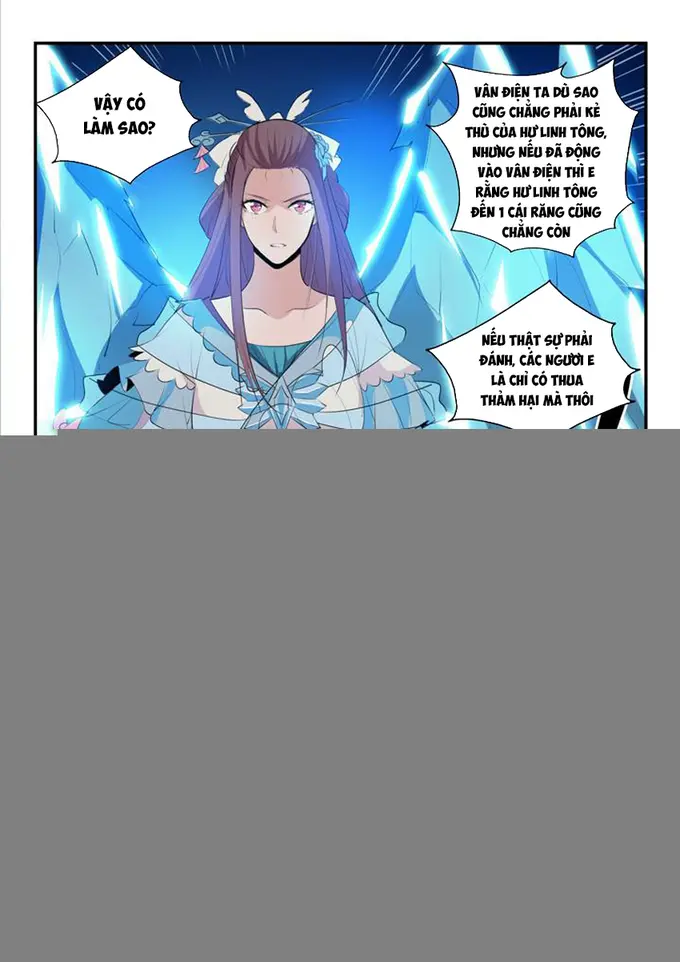 VẬY CÓ
LÀM SAO?
VÂN ĐIỆN TA DÙ SAO
CŨNG CHẲNG PHẢI KẺ
THÙ CỦA HƯ LINH TÔNG,
NHƯNG NẾU ĐÃ ĐỘNG
VÀO VÂN ĐIỆN THÌ E
RẰNG HƯ LINH TÔNG
ĐẾN 1 CÁI RĂNG CŨNG
CHẲNG CÒN
NẾU THẬT SỰ PHẢI
ĐÁNH, CÁC NGƯƠI E
LÀ CHỈ CÓ THUA
THẢM HẠI MÀ THÔI